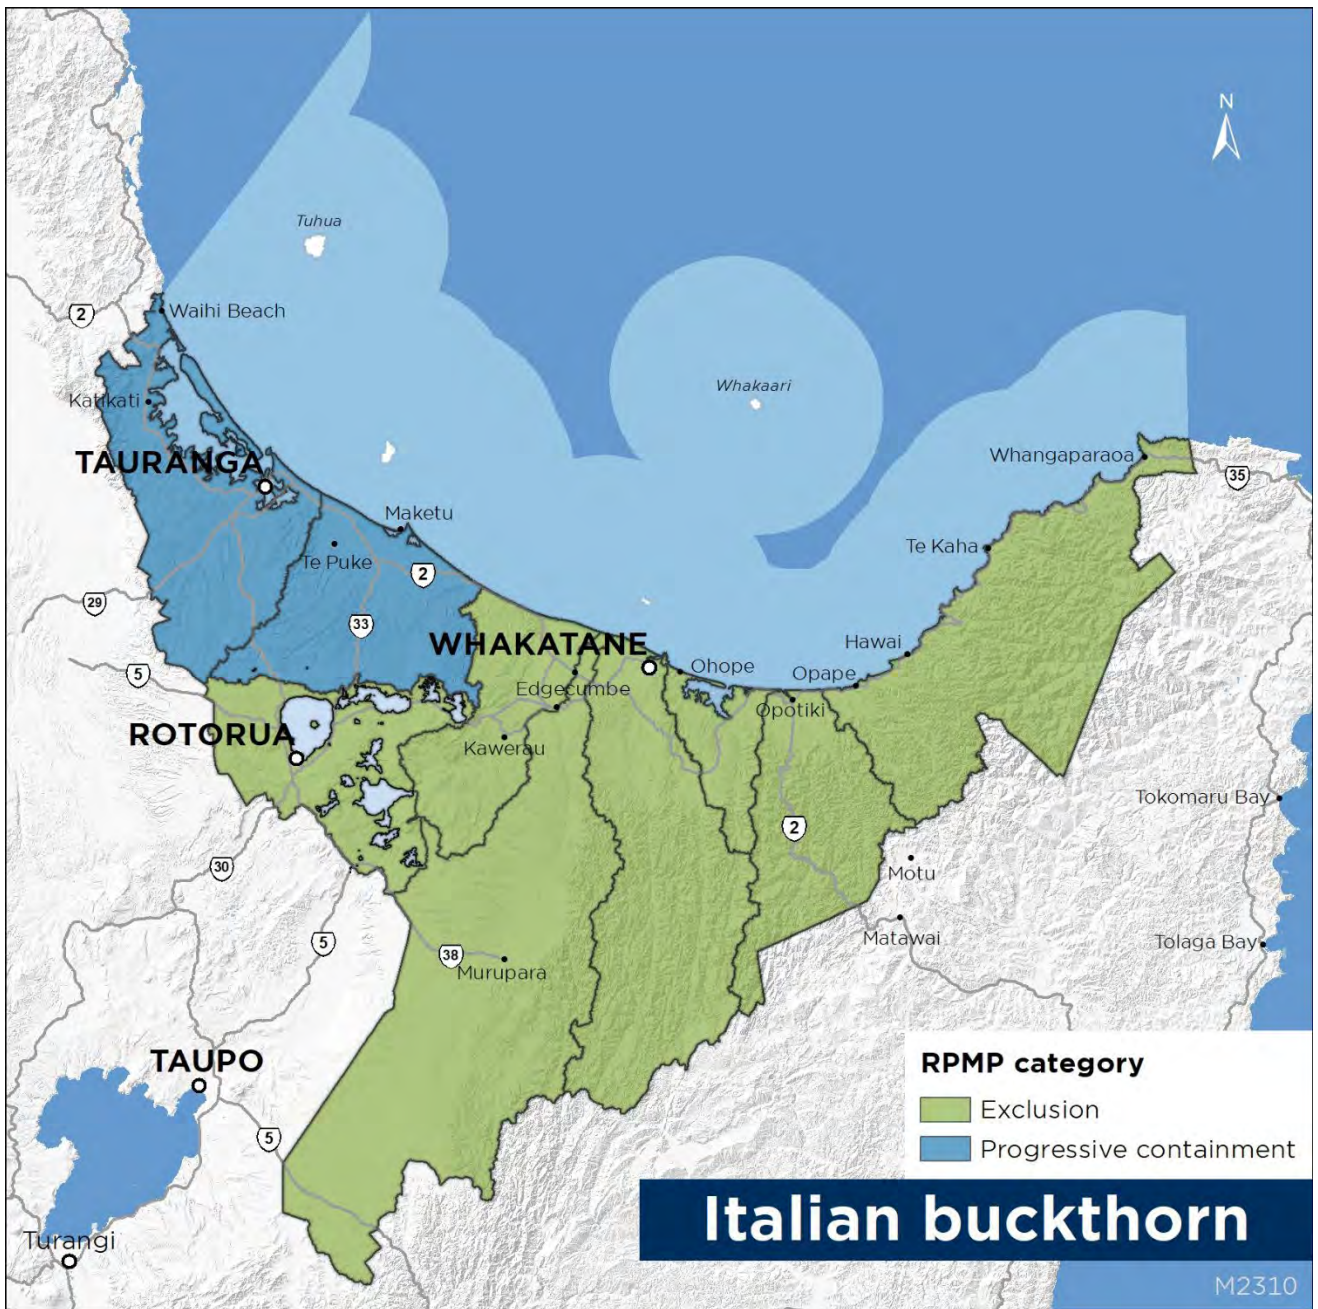 N
Tuhua
2
Waihi Beach
Whakaari
Katikati
TAURANGA
Whangaparaoa
35
Maketu
Te Kaha
Te Puke
2
29
33
WHAKATANE
Hawai
Ohope
Opape
5
Edgecumbe
Opotiki
ROTORUA
Kawerau
Tokomaru Bay
2
30
Motu
Matawai
5
38
Murupara
Tolaga Bay
TAUPO
5
Turangi
RPMP category
Exclusion
Progressive containment
Italian buckthorn
M2310